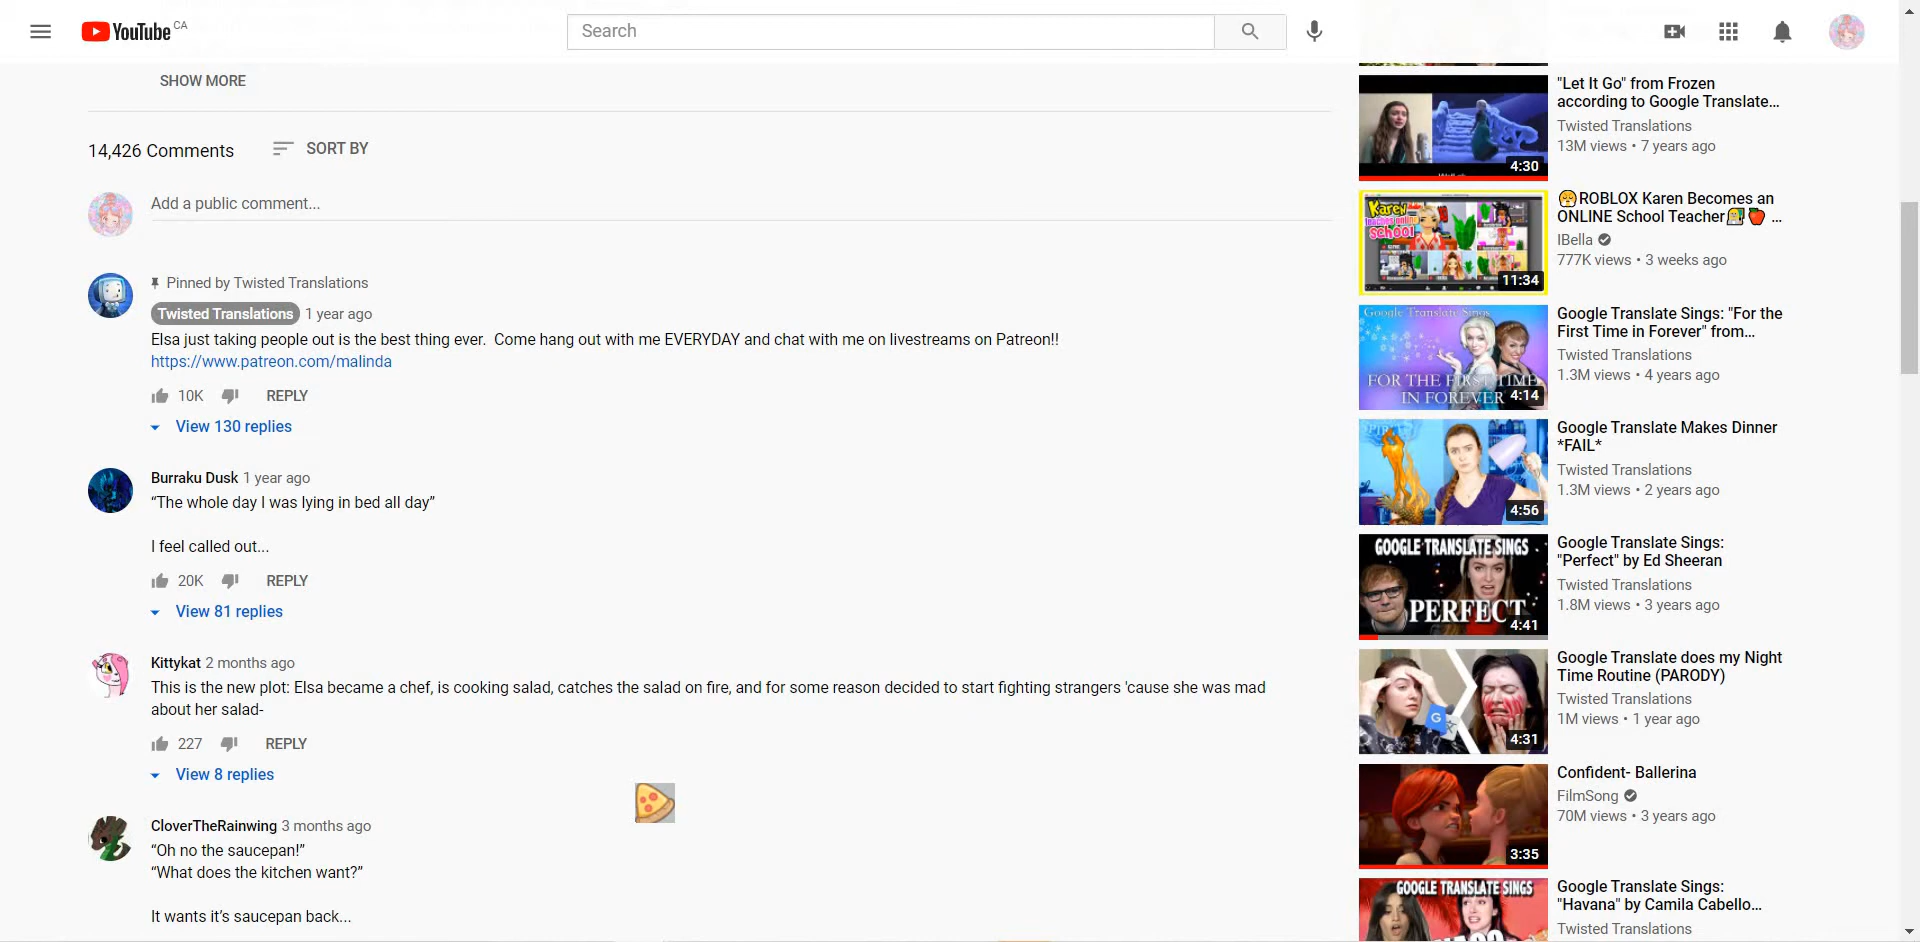 YouTube CA
Search
SHOW MORE
14,426 Comments
SORT BY
Add a public comment...
Pinned by Twisted Translations
Twisted Translations 1 year ago
Elsa just taking people out is the best thing ever.  Come hang out with me EVERYDAY and chat with me on livestreams on Patreon!!
https://www.patreon.com/malinda
10K REPLY
View 130 replies
Burraku Dusk 1 year ago
“The whole day I was lying in bed all day”
I feel called out...
20K REPLY
View 81 replies
Kittykat 2 months ago
This is the new plot: Elsa became a chef, is cooking salad, catches the salad on fire, and for some reason decided to start fighting strangers 'cause she was mad
about her salad-
227 REPLY
View 8 replies
CloverTheRainwing 3 months ago
“Oh no the saucepan!”
“What does the kitchen want?”
It wants it’s saucepan back...
4:30
"Let It Go" from Frozen
according to Google Translate...
Twisted Translations
13M views • 7 years ago
Karen
teaches online
school
11:34
ROBLOX Karen Becomes an
ONLINE School Teacher ...
IBella
777K views • 3 weeks ago
Google Translate Sings
FOR THE FIRST TIME
IN FOREVER
4:14
Google Translate Sings: "For the
First Time in Forever" from...
Twisted Translations
1.3M views • 4 years ago
4:56
Google Translate Makes Dinner
*FAIL*
Twisted Translations
1.3M views • 2 years ago
GOOGLE TRANSLATE SINGS
PERFECT
4:41
Google Translate Sings:
"Perfect" by Ed Sheeran
Twisted Translations
1.8M views • 3 years ago
G
4:31
Google Translate does my Night
Time Routine (PARODY)
Twisted Translations
1M views • 1 year ago
3:35
Confident- Ballerina
FilmSong
70M views • 3 years ago
GOOGLE TRANSLATE SINGS
Google Translate Sings:
"Havana" by Camila Cabello...
Twisted Translations